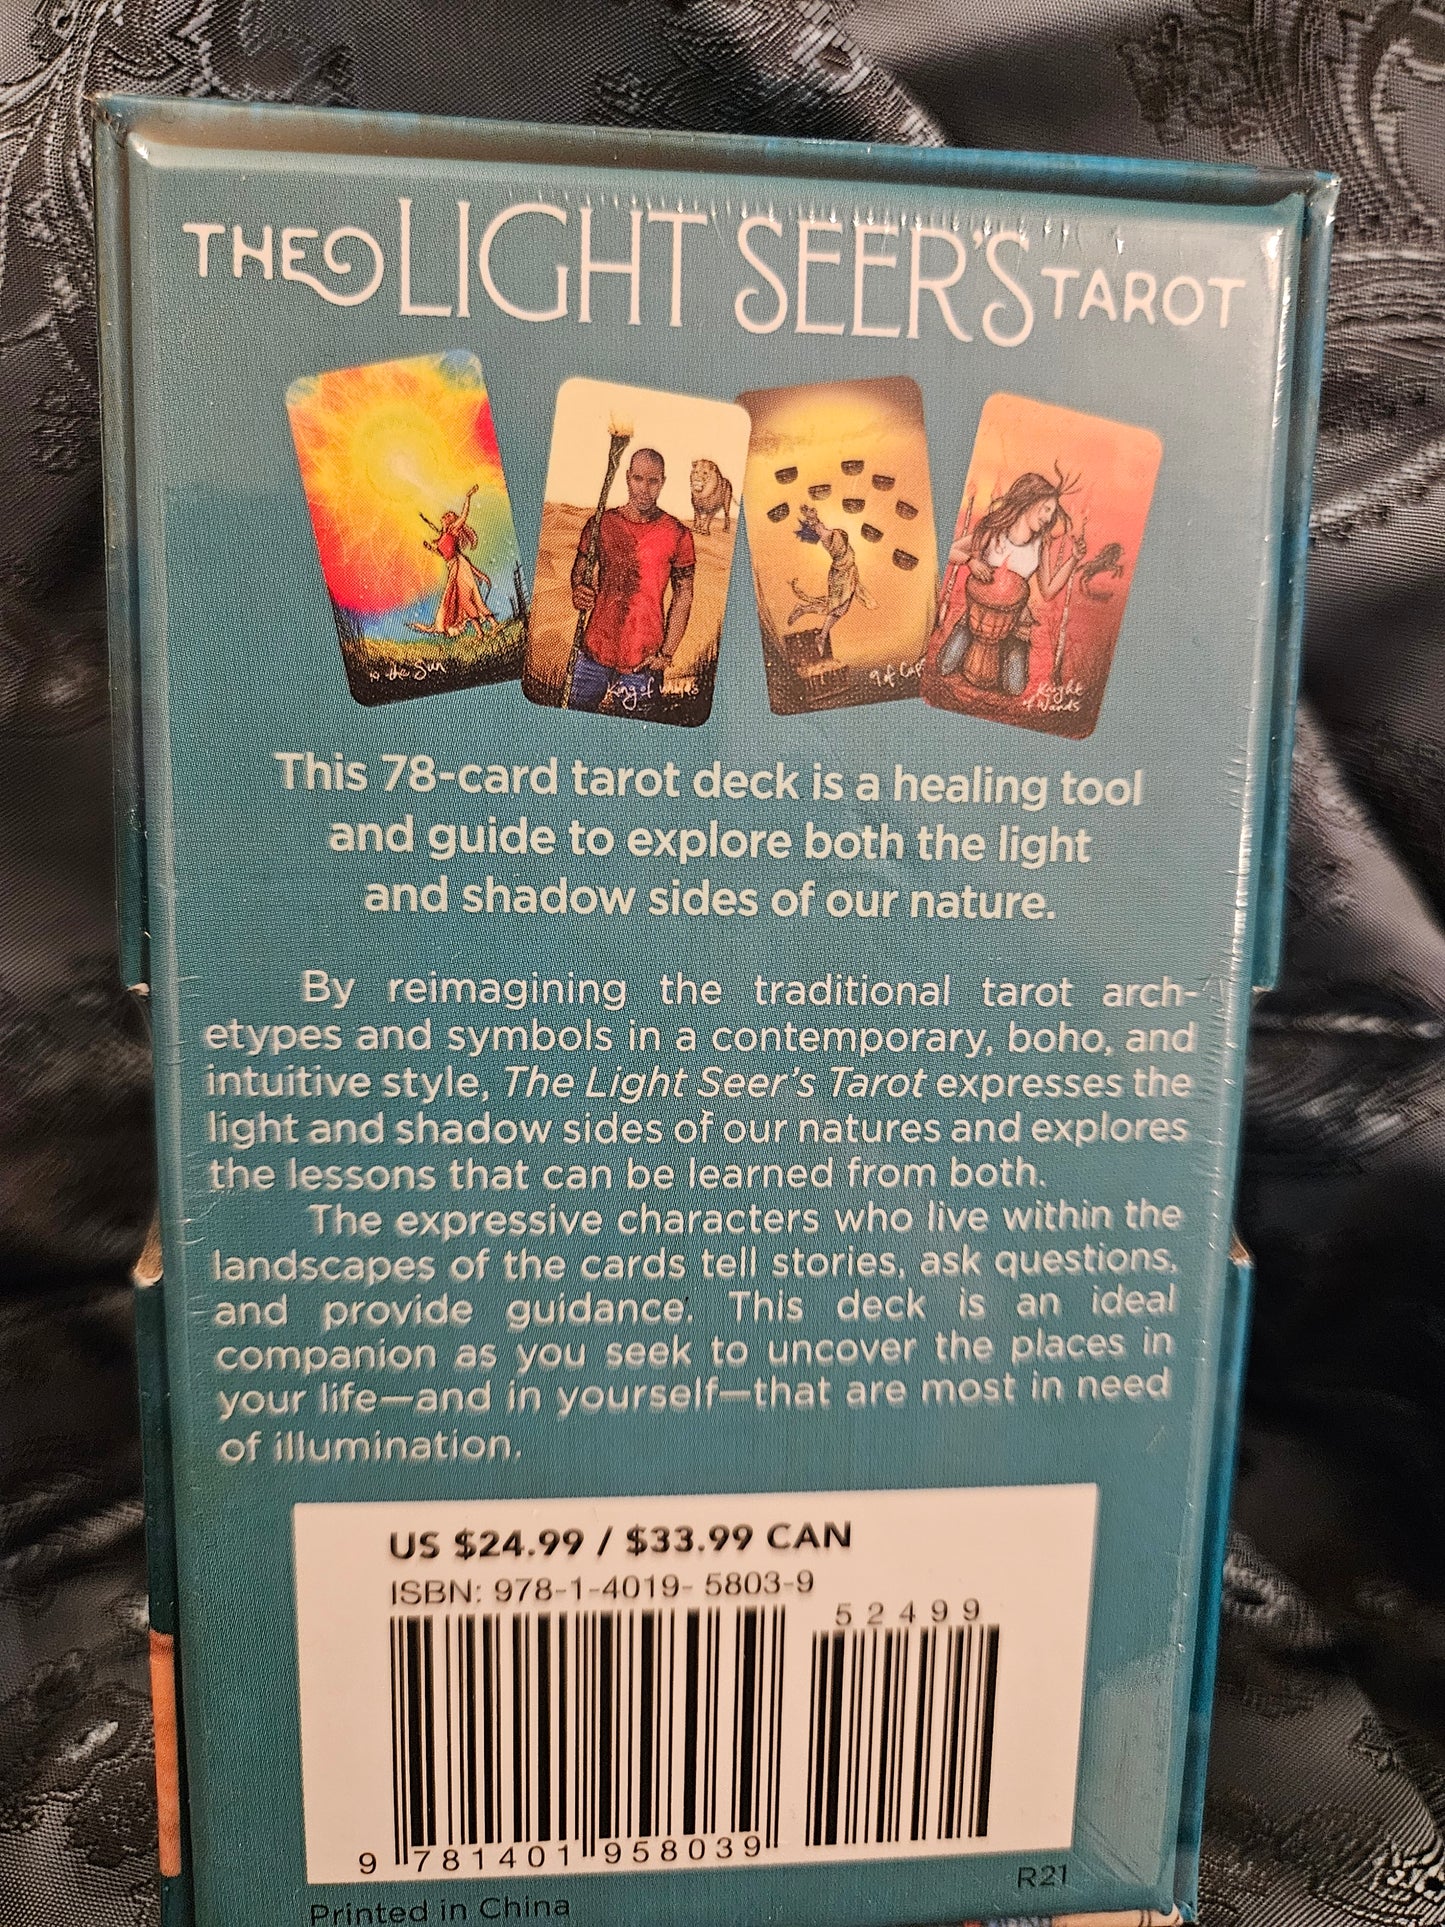 THE LIGHT SEER'S TAROT
19 the Sun
King of Wands
9 of Cups
Knight
of Wands
This 78-card tarot deck is a healing tool
and guide to explore both the light
and shadow sides of our nature.
By reimagining the traditional tarot arch-
etypes and symbols in a contemporary, boho, and
intuitive style, The Light Seer's Tarot expresses the
light and shadow sides of our natures and explores
the lessons that can be learned from both.
The expressive characters who live within the
landscapes of the cards tell stories, ask questions,
and provide guidance. This deck is an ideal
companion as you seek to uncover the places in
your life—and in yourself—that are most in need
of illumination.
US $24.99 / $33.99 CAN
ISBN: 978-1-4019-5803-9
52499
9 781401 958039
R21
Printed in China